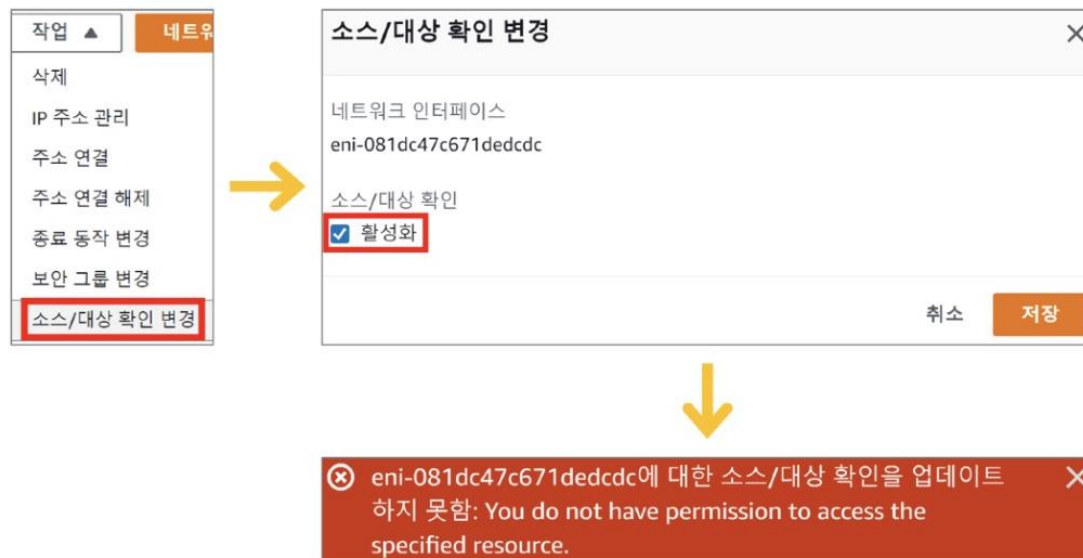 작업 ▲
네트워
삭제
IP 주소 관리
주소 연결
주소 연결 해제
종료 동작 변경
보안 그룹 변경
소스/대상 확인 변경
소스/대상 확인 변경
네트워크 인터페이스
eni-081dc47c671dedcdc
소스/대상 확인
활성화
취소
저장
eni-081dc47c671dedcdc에 대한 소스/대상 확인을 업데이트
하지 못함: You do not have permission to access the
specified resource.